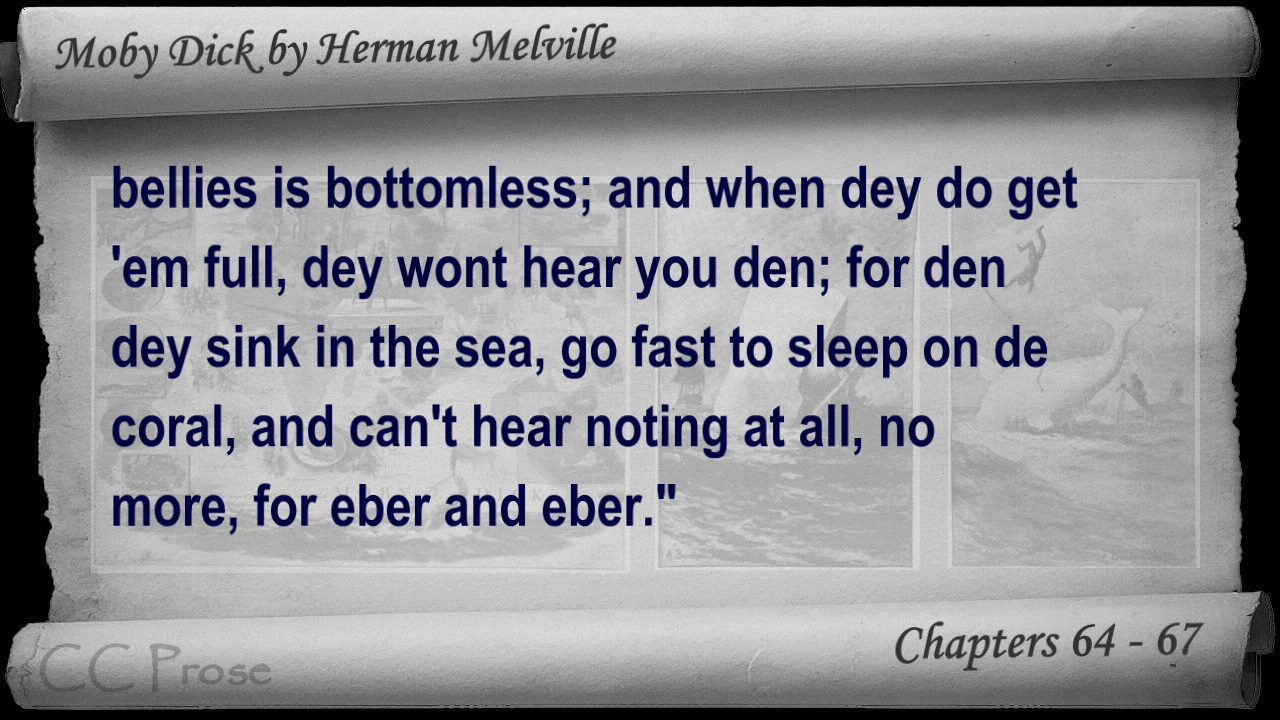 Moby Dick by Herman Melville
bellies is bottomless; and when dey do get
'em full, dey wont hear you den; for den
dey sink in the sea, go fast to sleep on de
coral, and can't hear noting at all, no
more, for eber and eber."
Chapters 64 - 67
CC Prose